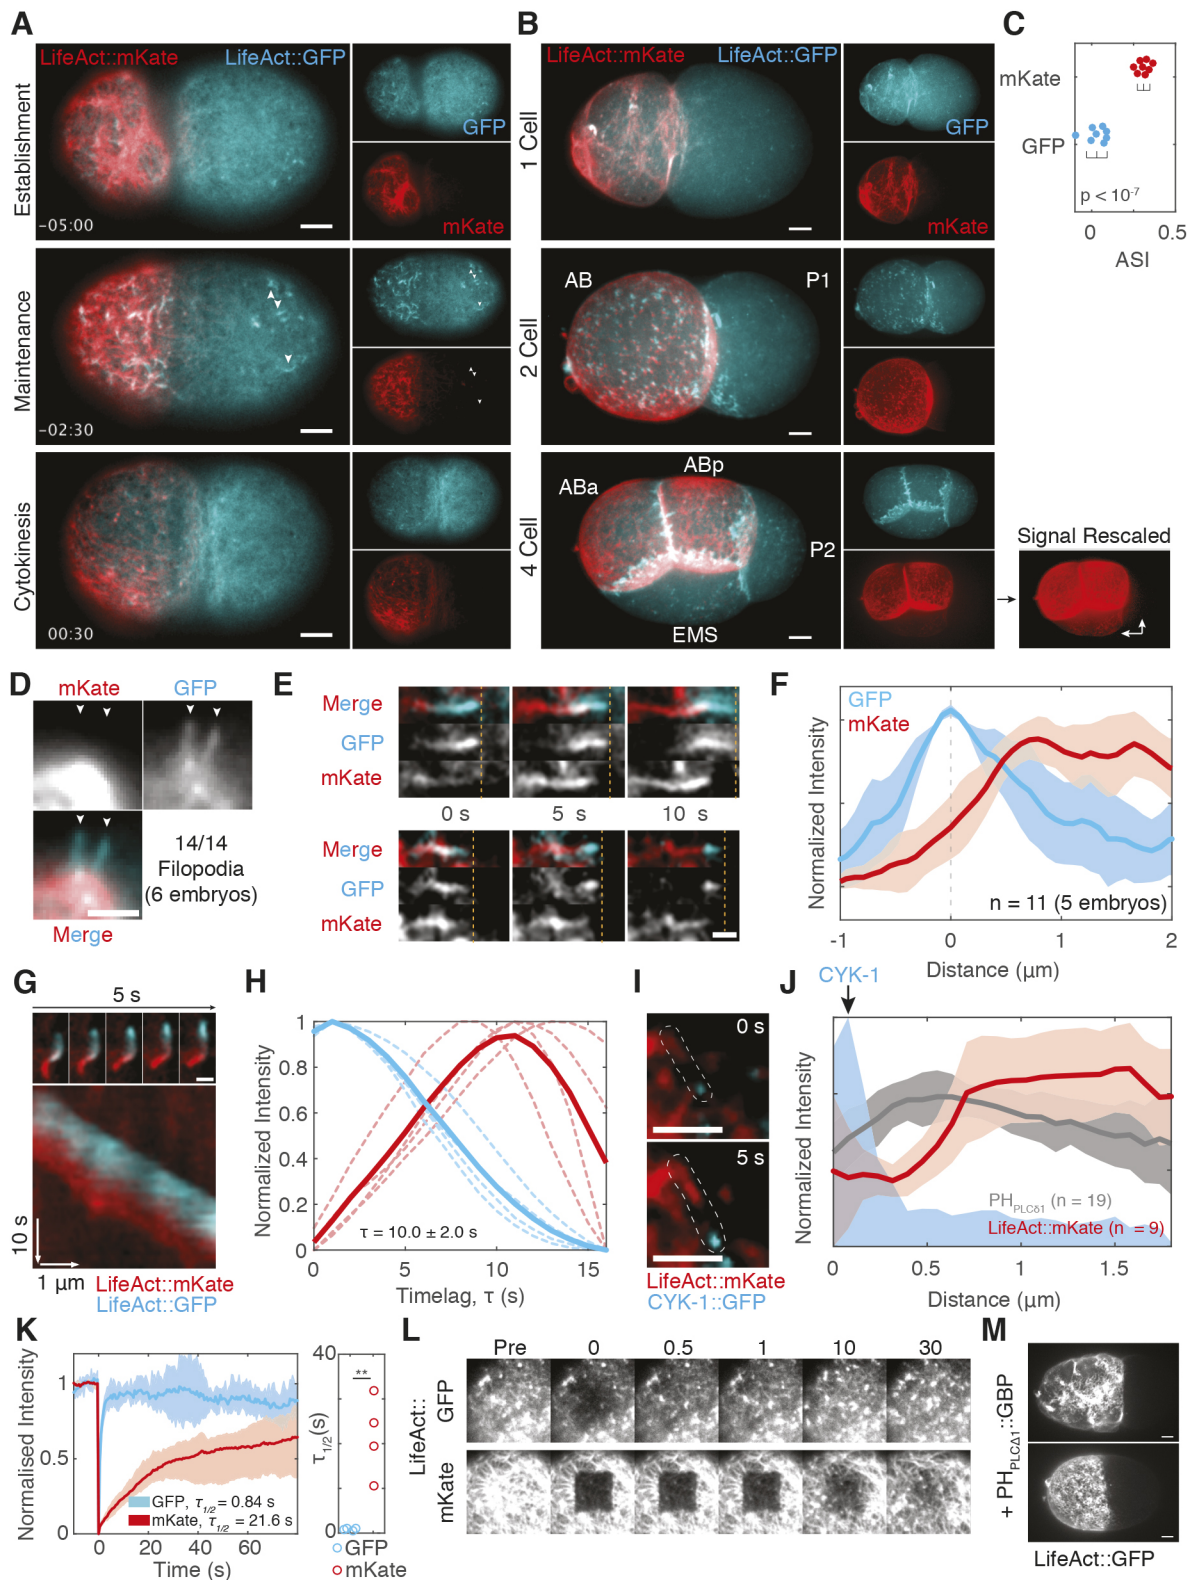 A
LifeAct::mKate
LifeAct::GFP
Establishment
-05:00
GFP
mKate
Maintenance
-02:30
Cytokinesis
00:30
B
LifeAct::mKate
LifeAct::GFP
1 Cell
GFP
mKate
2 Cell
AB
P1
4 Cell
ABa
ABp
P2
EMS
Signal Rescaled
C
mKate
GFP
p < 10-7
0
0.5
ASI
D
mKate
GFP
14/14
Filopodia
(6 embryos)
Merge
E
Merge
GFP
mKate
0 s
5 s
10 s
Merge
GFP
mKate
F
GFP
mKate
Normalized Intensity
n = 11 (5 embryos)
-1
0
1
2
Distance (μm)
G
5 s
10 s
1 μm
LifeAct::mKate
LifeAct::GFP
H
Normalized Intensity
1
0.8
0.6
0.4
0.2
0
τ = 10.0 ± 2.0 s
0
5
10
15
Timelag, τ (s)
I
0 s
5 s
LifeAct::mKate
CYK-1::GFP
J
CYK-1
Normalized Intensity
PHPLCδ1 (n = 19)
LifeAct::mKate (n = 9)
0
0.5
1
1.5
Distance (μm)
K
Normalised Intensity
1
0.5
0
GFP, τ1/2 = 0.84 s
mKate, τ1/2 = 21.6 s
0
20
40
60
Time (s)
τ1/2(s)
40
0
**
GFP
mKate
L
Pre
0
0.5
1
10
30
LifeAct::
GFP
mKate
M
+ PHPLCΔ1::GBP
LifeAct::GFP